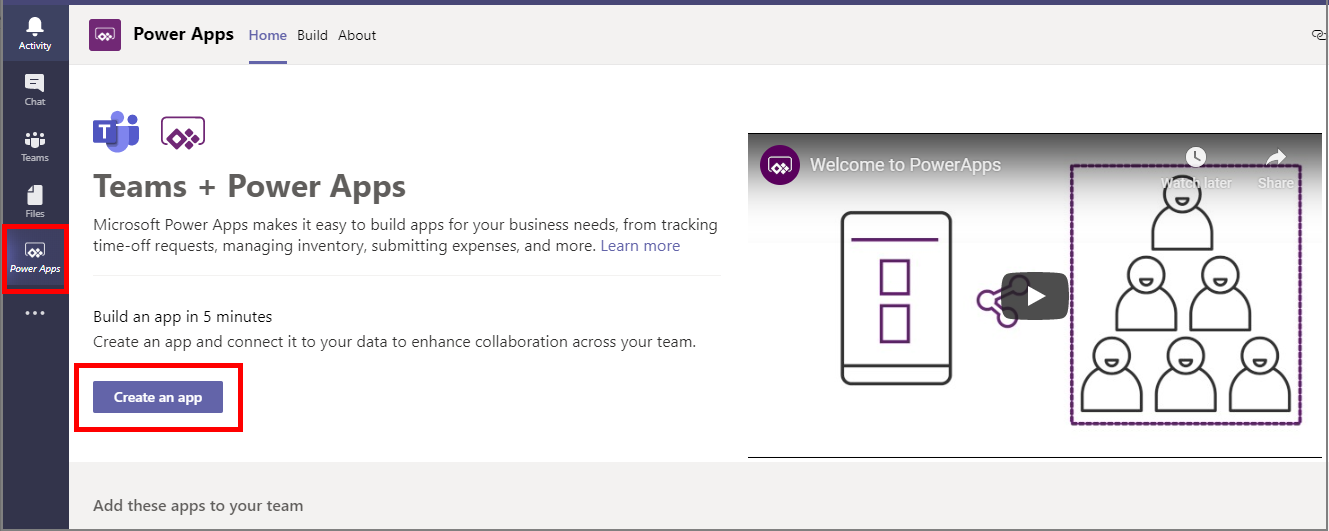 Activity
Chat
Teams
Files
Power Apps
Power Apps Home Build About
T
Teams + Power Apps
Microsoft Power Apps makes it easy to build apps for your business needs, from tracking
time-off requests, managing inventory, submitting expenses, and more. Learn more
Build an app in 5 minutes
Create an app and connect it to your data to enhance collaboration across your team.
Create an app
Welcome to PowerApps
Watch later
Share
Add these apps to your team